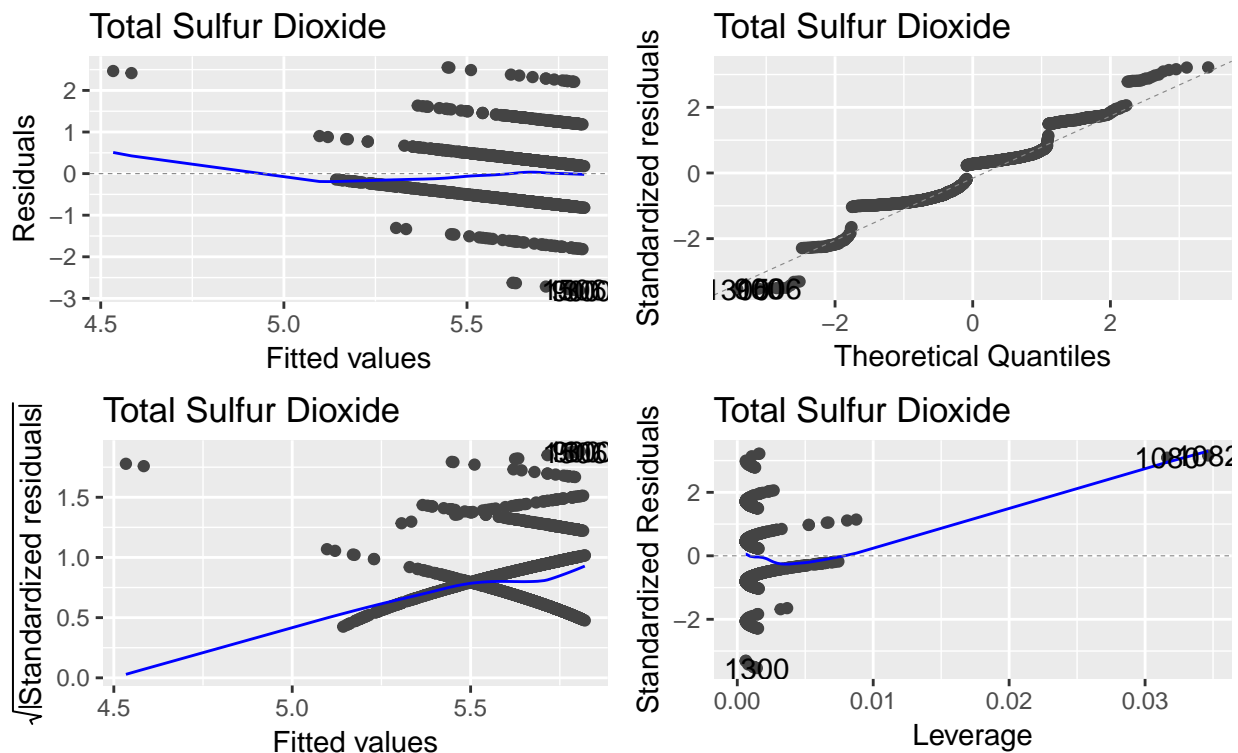 Total Sulfur Dioxide
Residuals
2
1
0
−1
−2
−3
4.5
5.0
5.5
Fitted values
Total Sulfur Dioxide
Standardized residuals
2
0
−2
−2
0
2
Theoretical Quantiles
Total Sulfur Dioxide
√|Standardized residuals|
1.5
1.0
0.5
0.0
4.5
5.0
5.5
Fitted values
Total Sulfur Dioxide
Standardized Residuals
2
0
−2
1080
1082
1300
0.00
0.01
0.02
0.03
Leverage